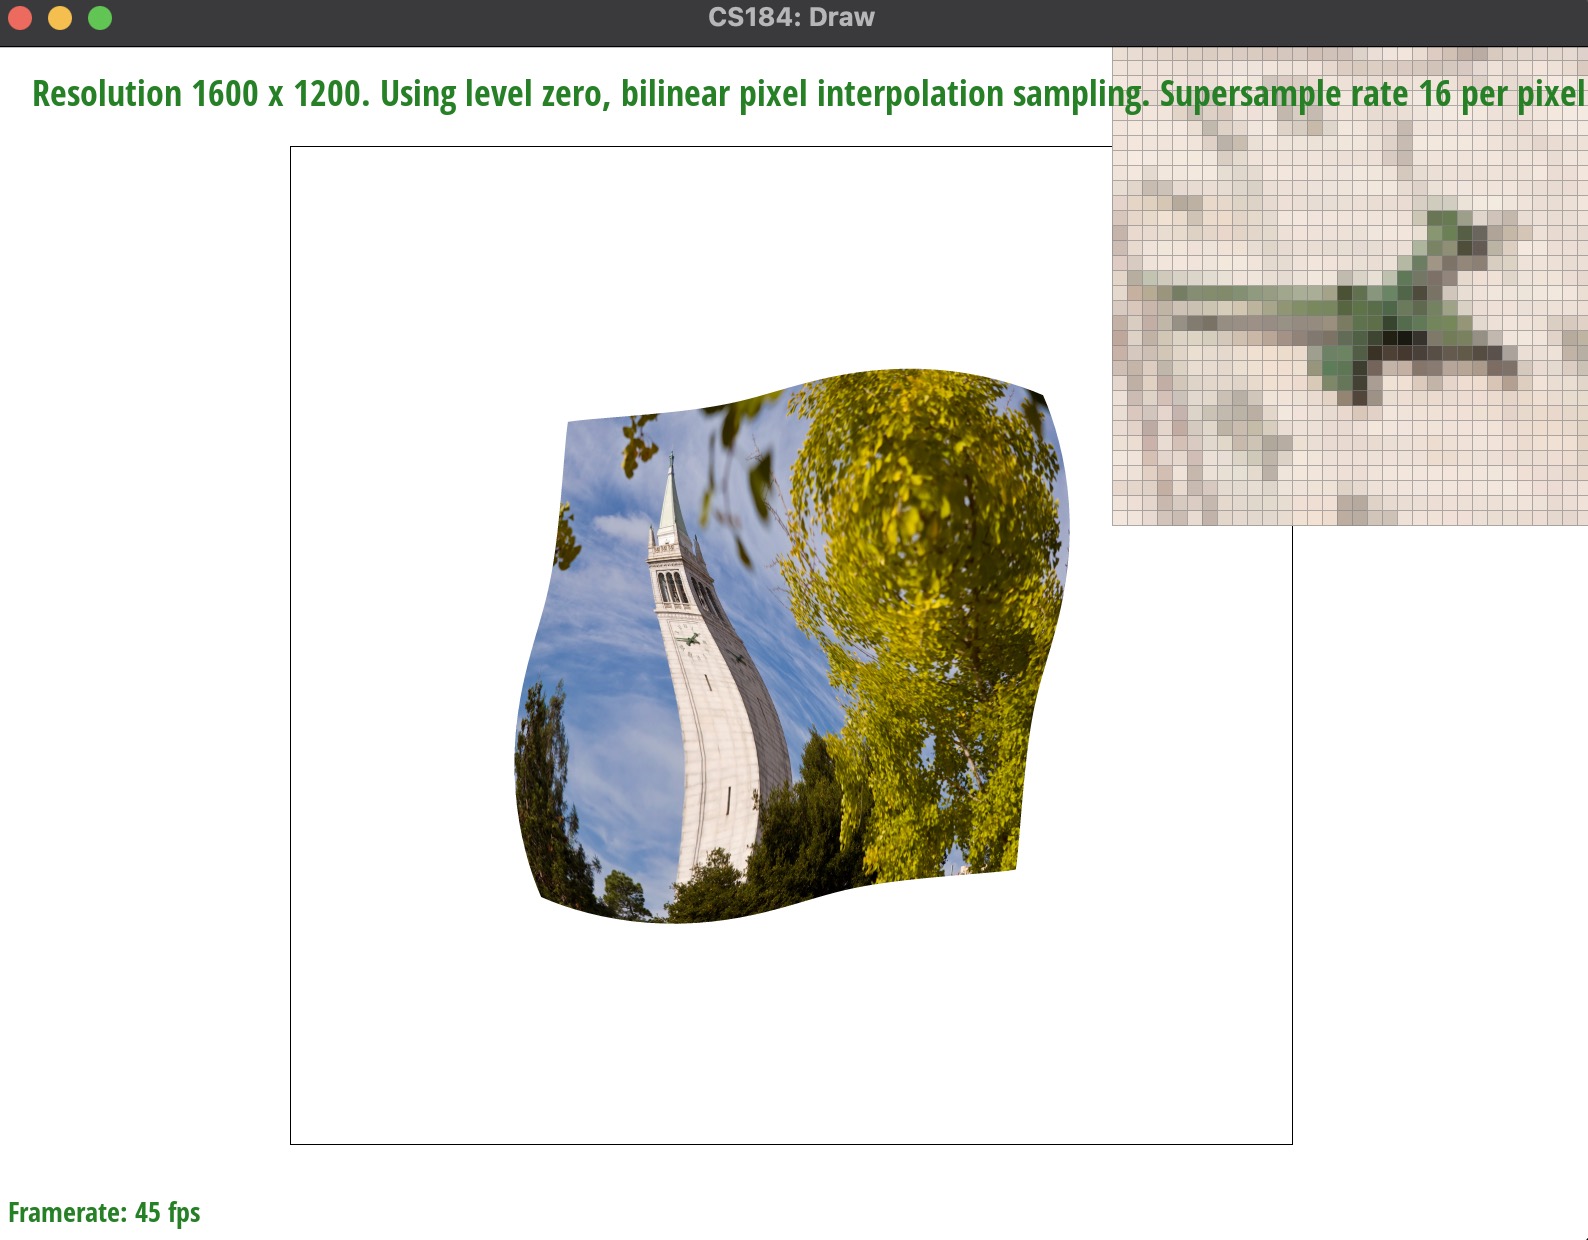 CS184: Draw
Resolution 1600 x 1200. Using level zero, bilinear pixel interpolation sampling. Supersample rate 16 per pixel
Framerate: 45 fps